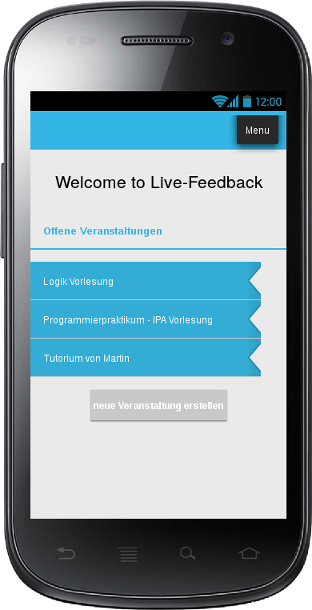 12:00
Menu
Welcome to Live-Feedback
Offene Veranstaltungen
Logik Vorlesung
Programmierpraktikum - IPA Vorlesung
Tutorium von Martin
neue Veranstaltung erstellen